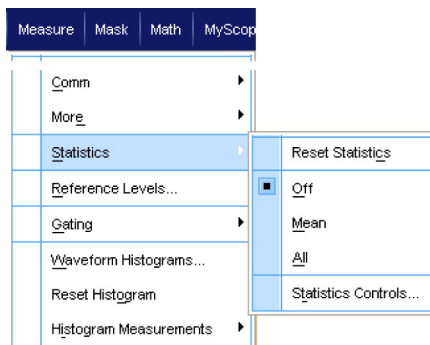 Measure Mask Math MyScop
Comm
More
Statistics
Reference Levels...
Gating
Waveform Histograms...
Reset Histogram
Histogram Measurements
Reset Statistics
Off
Mean
All
Statistics Controls...